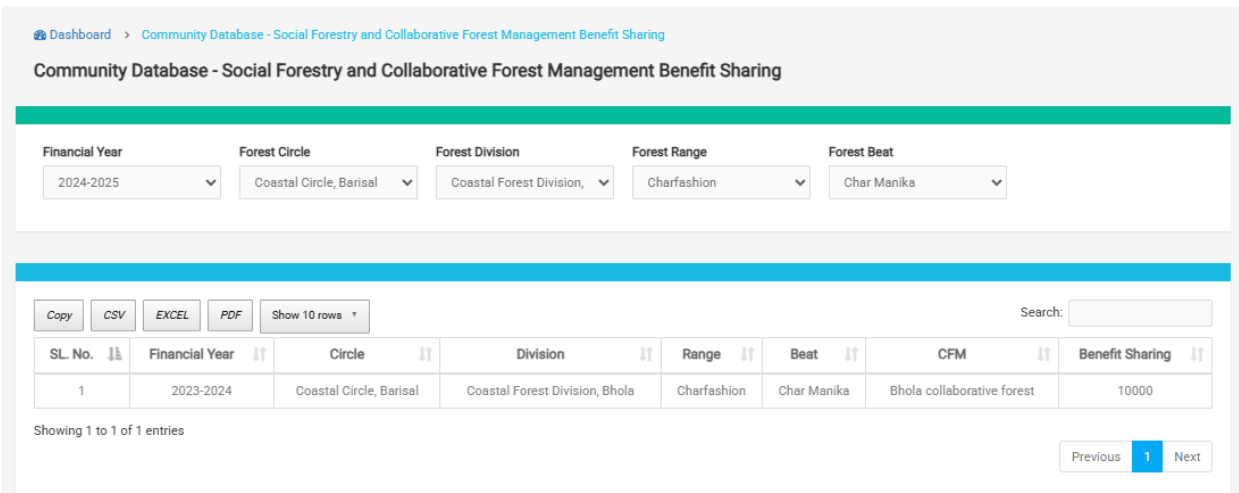 Dashboard > Community Database - Social Forestry and Collaborative Forest Management Benefit Sharing
Community Database - Social Forestry and Collaborative Forest Management Benefit Sharing
Financial Year Forest Circle Forest Division Forest Range Forest Beat
2024-2025 Coastal Circle, Barisal Coastal Forest Division, Charfashion Char Manika
Copy CSV EXCEL PDF Show 10 rows Search:
SL. No. Financial Year Circle Division Range Beat CFM Benefit Sharing
1 2023-2024 Coastal Circle, Barisal Coastal Forest Division, Bhola Charfashion Char Manika Bhola collaborative forest 10000
Showing 1 to 1 of 1 entries
Previous 1 Next